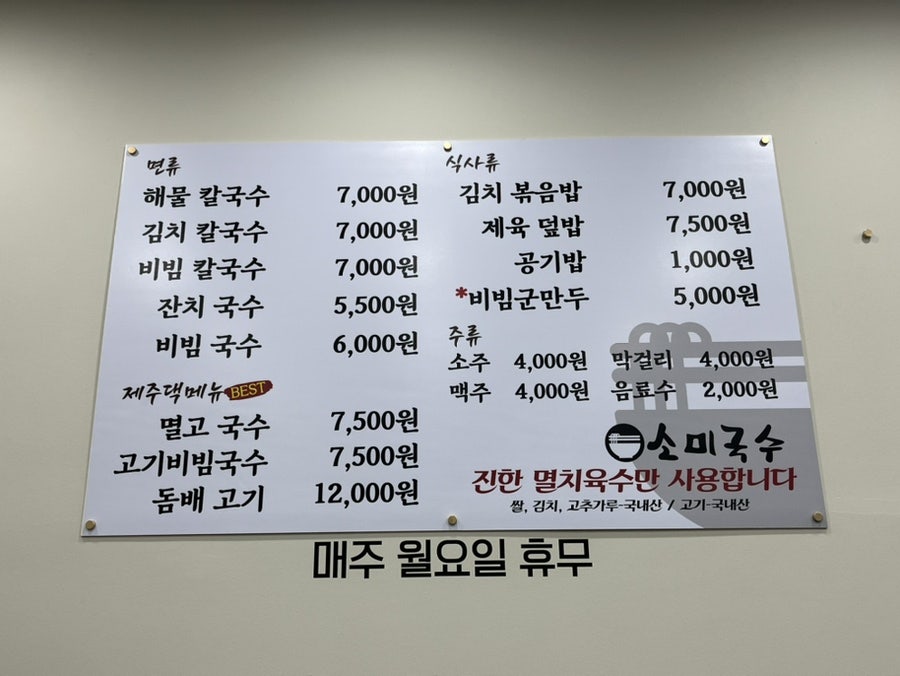 면류
해물 칼국수 7,000원
김치 칼국수 7,000원
비빔 칼국수 7,000원
잔치 국수 5,500원
비빔 국수 6,000원
제주댁메뉴 BEST
멸고 국수 7,500원
고기비빔국수 7,500원
돔배 고기 12,000원
식사류
김치 볶음밥 7,000원
제육 덮밥 7,500원
공기밥 1,000원
*비빔군만두 5,000원
주류
소주 4,000원 막걸리 4,000원
맥주 4,000원 음료수 2,000원
소미국수
진한 멸치육수만 사용합니다
쌀, 김치, 고추가루-국내산 / 고기-국내산
매주 월요일 휴무